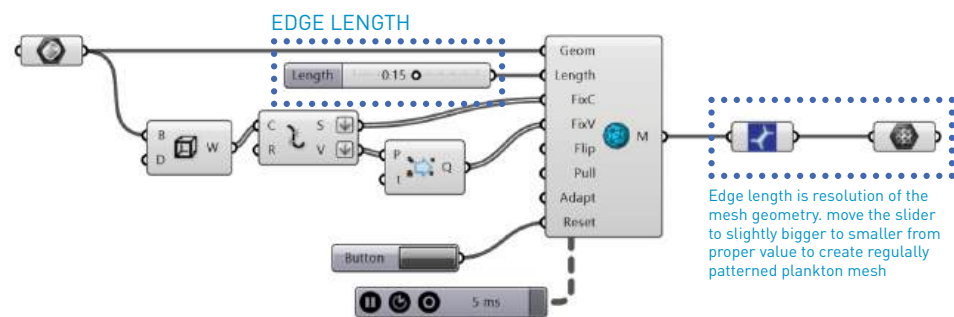 EDGE LENGTH
Length 0.15
B
D
W
C
R
S
V
P
t
Q
Geom
Length
FixC
FixV
Flip
Pull
Adapt
Reset
M
Button
5 ms
Edge length is resolution of the
mesh geometry. move the slider
to slightly bigger to smaller from
proper value to create regulally
patterned plankton mesh